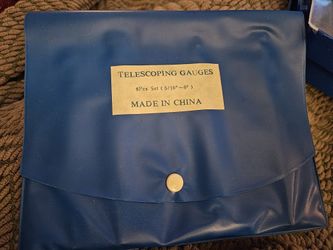 TELESCOPING GAUGES
6Pcs Set ( 5/16"~6" )
MADE IN CHINA